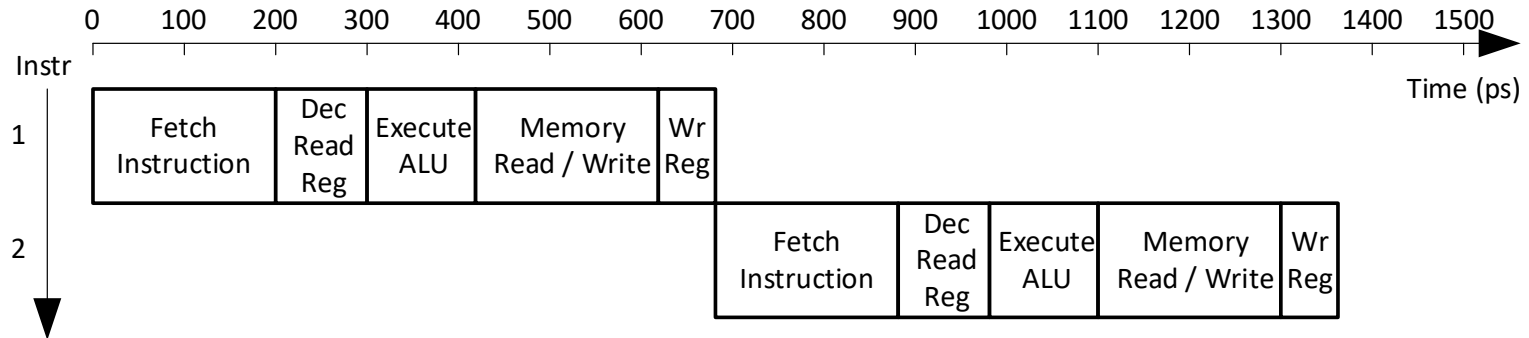 0 100 200 300 400 500 600 700 800 900 1000 1100 1200 1300 1400 1500
Instr
Time (ps)
1
Fetch
Instruction
Dec
Read
Reg
Execute
ALU
Memory
Read / Write
Wr
Reg
2
Fetch
Instruction
Dec
Read
Reg
Execute
ALU
Memory
Read / Write
Wr
Reg